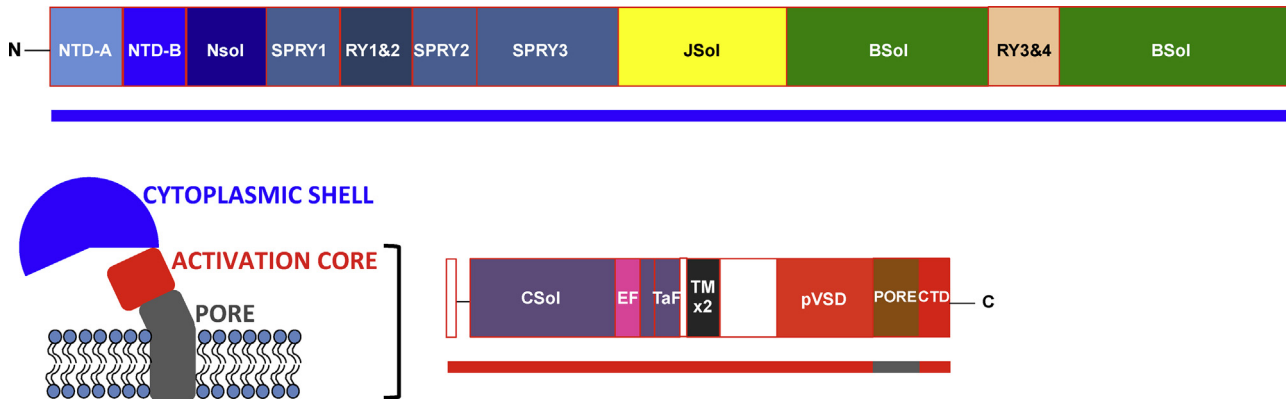 N NTD-A NTD-B Nsol SPRY1 RY1&2 SPRY2 SPRY3 JSol BSol RY3&4 BSol
CYTOPLASMIC SHELL
ACTIVATION CORE
PORE
CSol EF TaF TM x2 pVSD PORE CTD C